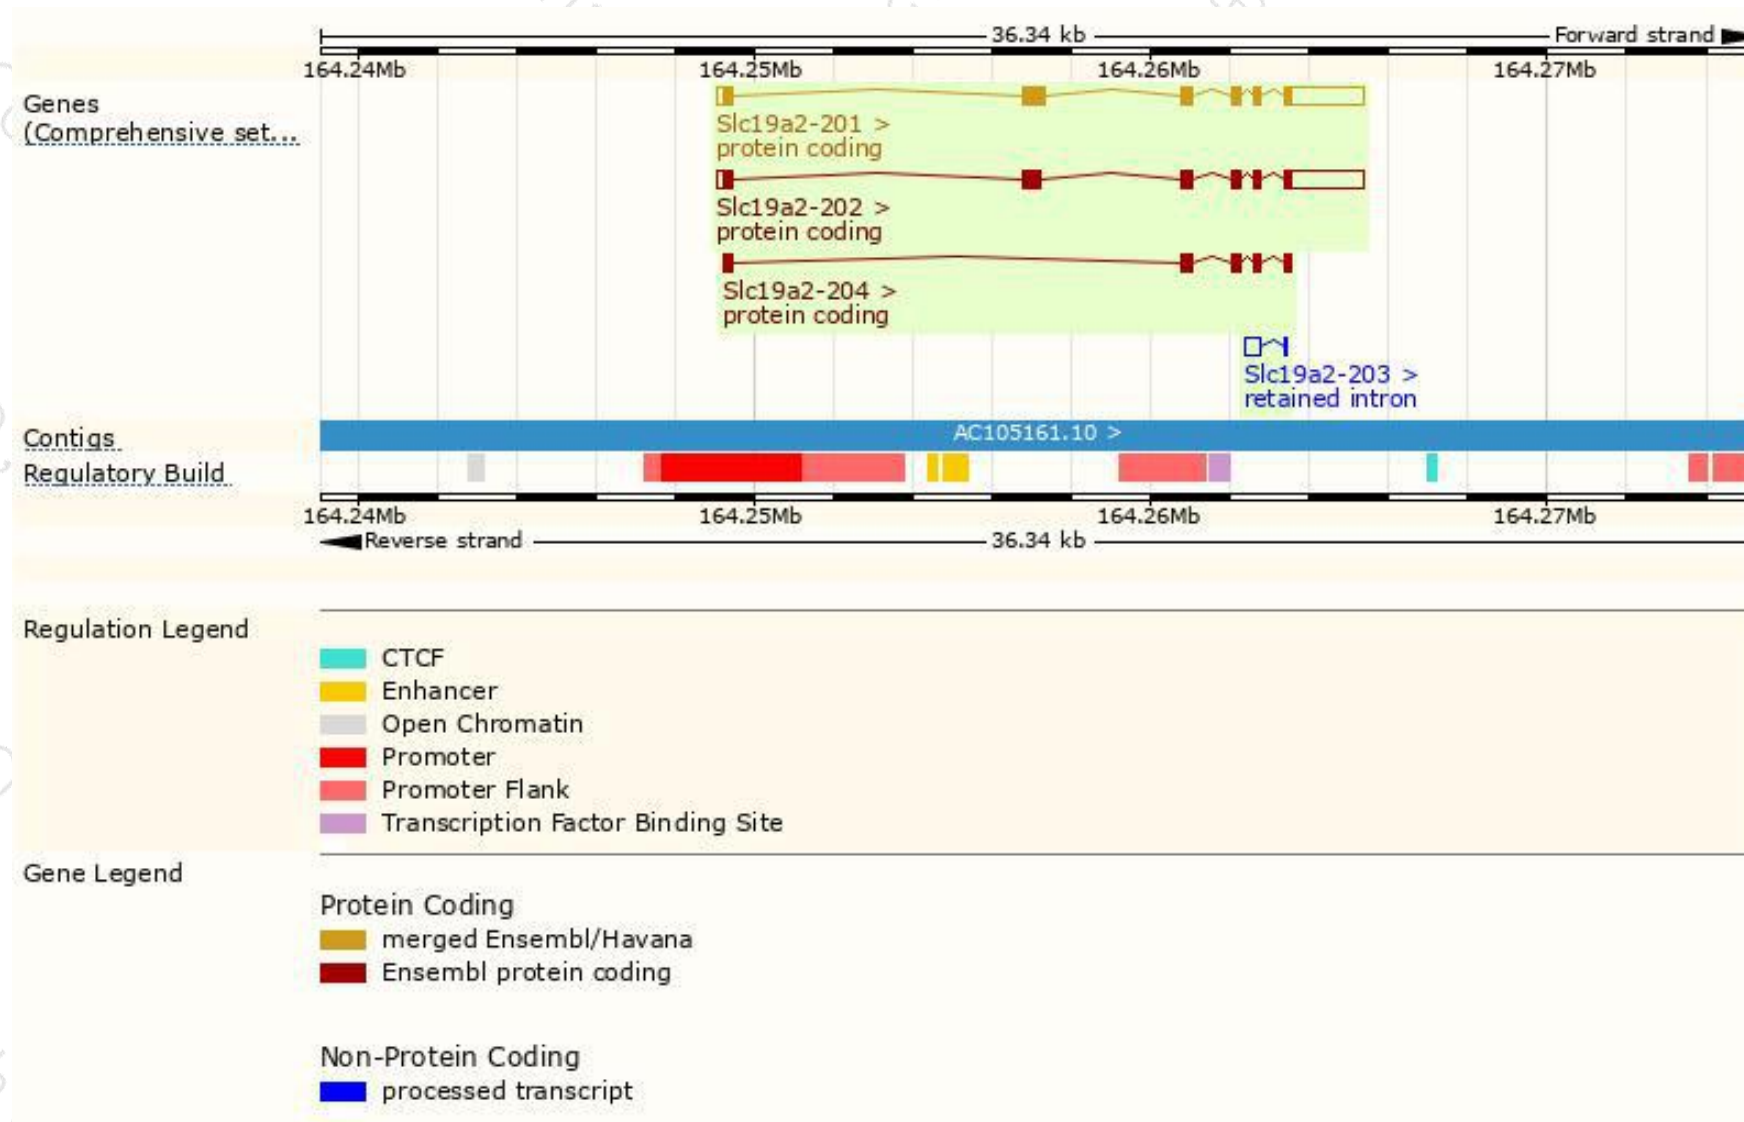 36.34 kb Forward strand
164.24Mb 164.25Mb 164.26Mb 164.27Mb
Genes
(Comprehensive set...
Slc19a2-201 >
protein coding
Slc19a2-202 >
protein coding
Slc19a2-204 >
protein coding
Slc19a2-203 >
retained intron
Contigs AC105161.10 >
Regulatory Build
164.24Mb 164.25Mb 164.26Mb 164.27Mb
Reverse strand 36.34 kb
Regulation Legend
CTCF
Enhancer
Open Chromatin
Promoter
Promoter Flank
Transcription Factor Binding Site
Gene Legend
Protein Coding
merged Ensembl/Havana
Ensembl protein coding
Non-Protein Coding
processed transcript